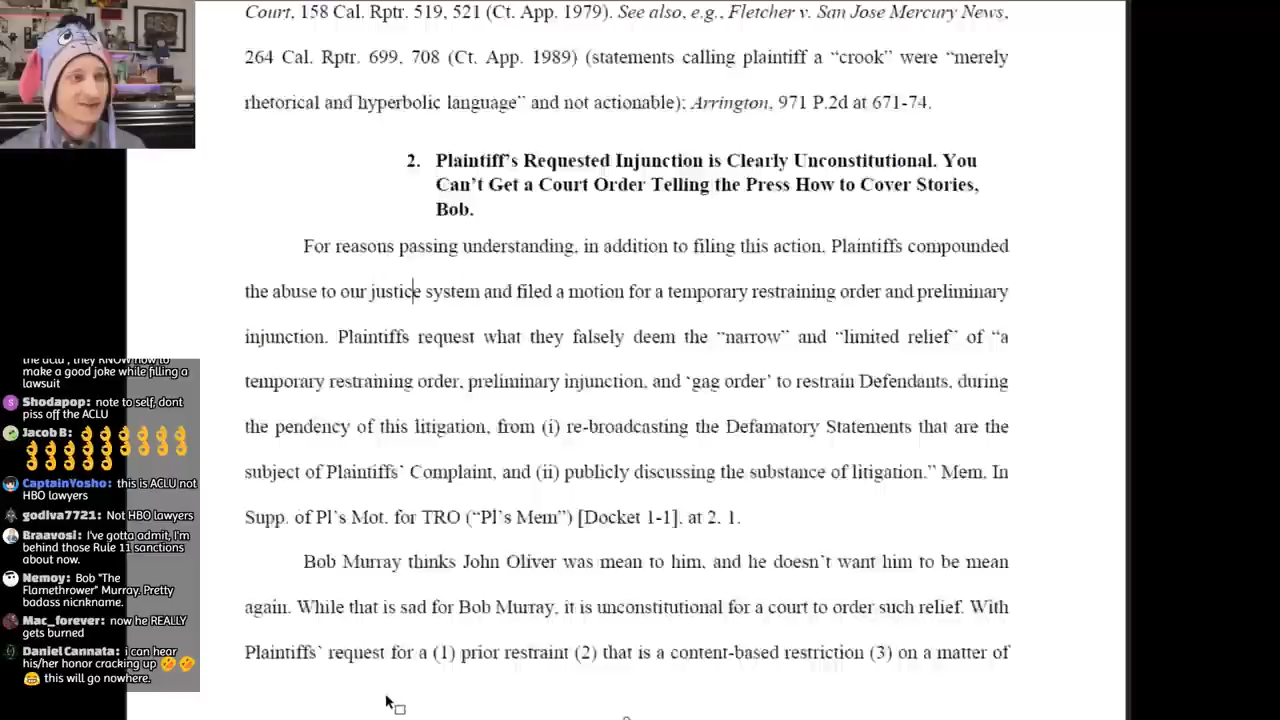 Court, 158 Cal. Rptr. 519, 521 (Ct. App. 1979). See also, e.g., Fletcher v. San Jose Mercury News,
264 Cal. Rptr. 699, 708 (Ct. App. 1989) (statements calling plaintiff a “crook” were “merely
rhetorical and hyperbolic language” and not actionable); Arrington, 971 P.2d at 671-74.
2. Plaintiff’s Requested Injunction is Clearly Unconstitutional. You
Can’t Get a Court Order Telling the Press How to Cover Stories,
Bob.
For reasons passing understanding, in addition to filing this action, Plaintiffs compounded
the abuse to our justice system and filed a motion for a temporary restraining order and preliminary
injunction. Plaintiffs request what they falsely deem the “narrow” and “limited relief” of “a
temporary restraining order, preliminary injunction, and ‘gag order’ to restrain Defendants, during
the pendency of this litigation, from (i) re-broadcasting the Defamatory Statements that are the
subject of Plaintiffs’ Complaint, and (ii) publicly discussing the substance of litigation.” Mem. In
Supp. of Pl’s Mot. for TRO (“Pl’s Mem”) [Docket 1-1], at 2, 1.
Bob Murray thinks John Oliver was mean to him, and he doesn’t want him to be mean
again. While that is sad for Bob Murray, it is unconstitutional for a court to order such relief. With
Plaintiffs’ request for a (1) prior restraint (2) that is a content-based restriction (3) on a matter of
the aclu , they KNOW how to
make a good joke while filling a
lawsuit
Shodapop: note to self, dont
piss off the ACLU
Jacob B: 👌👌👌👌👌👌
👌👌👌👌👌👌👌👌👌
👌👌👌👌
CaptainYosho: this is ACLU not
HBO lawyers
godiva7721: Not HBO lawyers
Braavosi: I've gotta admit, I'm
behind those Rule 11 sanctions
about now.
Nemoy: Bob "The
Flamethrower" Murray. Pretty
badass nicnkname.
Mac_forever: now he REALLY
gets burned
Daniel Cannata: i can hear
his/her honor cracking up 🤣🤣
😂 this will go nowhere.